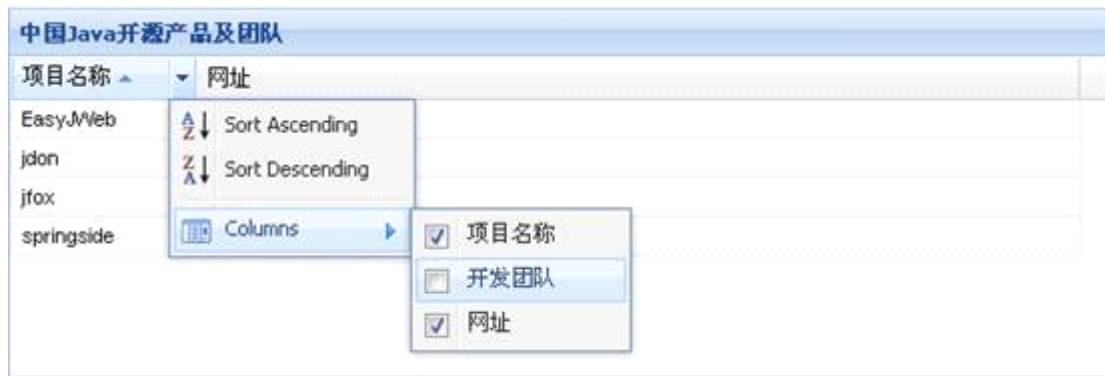 中国Java开源产品及团队
项目名称 网址
EasyJWeb
jdon
jfox
springside
Sort Ascending
Sort Descending
Columns
项目名称
开发团队
网址